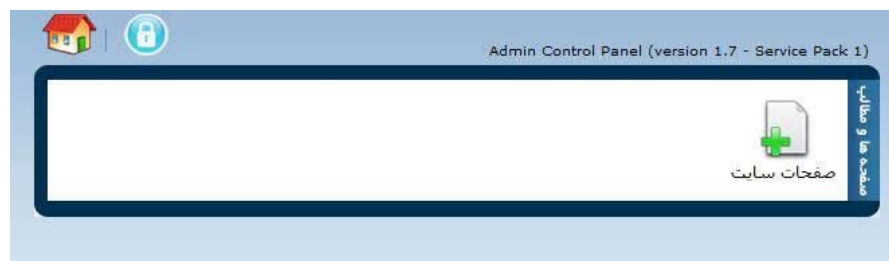 Admin Control Panel (version 1.7 - Service Pack 1)
صفحه ها و مطالب
صفحات سایت